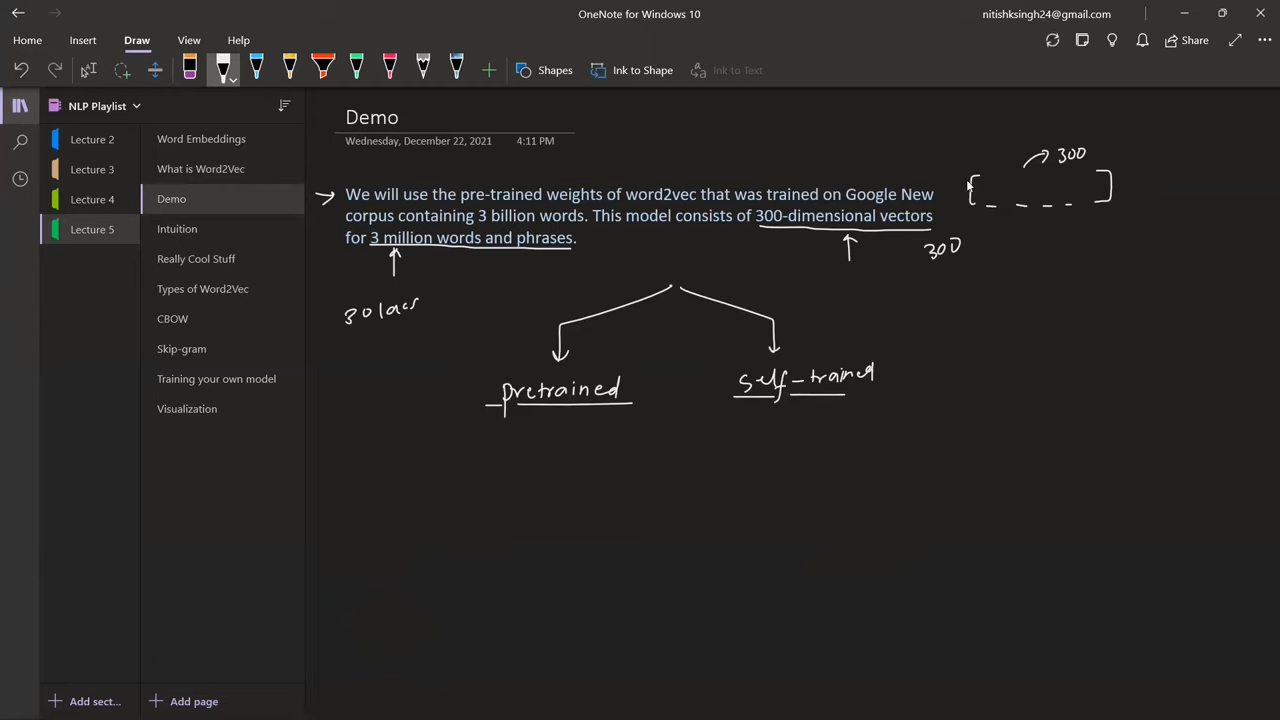 OneNote for Windows 10
nitishksingh24@gmail.com
Home Insert Draw View Help
Share
Shapes
Ink to Shape
Ink to Text
NLP Playlist
Lecture 2
Lecture 3
Lecture 4
Lecture 5
Word Embeddings
What is Word2Vec
Demo
Intuition
Really Cool Stuff
Types of Word2Vec
CBOW
Skip-gram
Training your own model
Visualization
Add sect...
Add page
Demo
Wednesday, December 22, 2021 4:11 PM
We will use the pre-trained weights of word2vec that was trained on Google New
corpus containing 3 billion words. This model consists of 300-dimensional vectors
for 3 million words and phrases.
300
[ _ _ _ _ ]
300
30 lacs
pretrained
self-trained